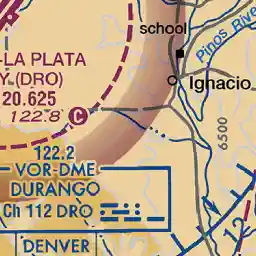 school
Pinos River
-LA PLATA
Y (DRO)
20.625
122.8 C
Ignacio
6500
122.2
VOR-DME
DURANGO
Ch 112 DRO
DENVER
12